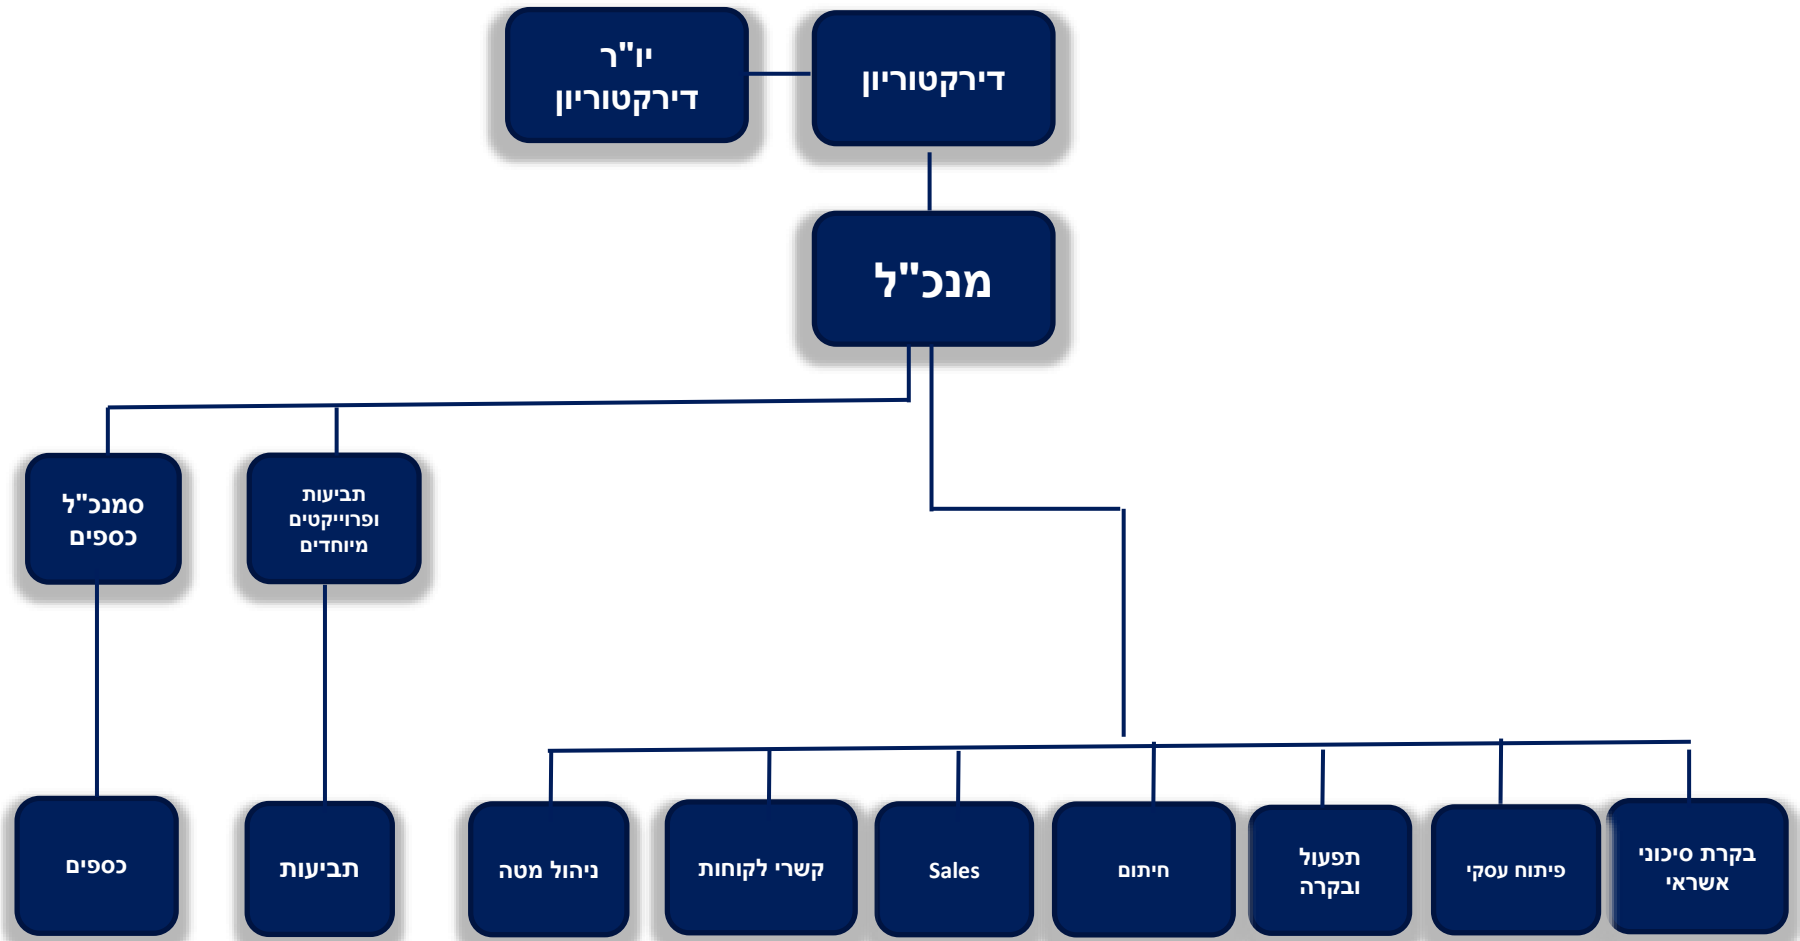 יו"ר
דירקטוריון
דירקטוריון
מנכ"ל
תביעות
ופרוייקטים
מיוחדים
סמנכ"ל
כספים
בקרת סיכוני
אשראי
פיתוח עסקי
תפעול
ובקרה
חיתום
Sales
קשרי לקוחות
ניהול מטה
תביעות
כספים